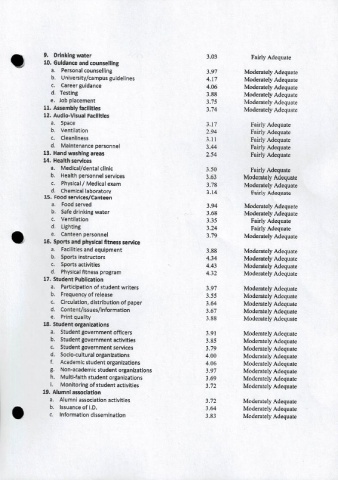 9. Drinking water 3.03 Fairly Adequate
10. Guidance and counselling
a. Personal counselling 3.97 Moderately Adequate
b. University/campus guidelines 4.17 Moderately Adequate
c. Career guidance 4.06 Moderately Adequate
d. Testing 3.88 Moderately Adequate
e. Job placement 3.75 Moderately Adequate
11. Assembly facilities 3.74 Moderately Adequate
12. Audio-Visual Facilities
a. Space 3.17 Fairly Adequate
b. Ventilation 2.94 Fairly Adequate
c. Cleanliness 3.11 Fairly Adequate
d. Maintenance personnel 3.44 Fairly Adequate
13. Hand washing areas 2.54 Fairly Adequate
14. Health services
a. Medical/dental clinic 3.50 Fairly Adequate
b. Health personnel services 3.63 Moderately Adequate
c. Physical / Medical exam 3.78 Moderately Adequate
d. Chemical laboratory 3.14 Fairly Adequate
15. Food services/Canteen
a. Food served 3.94 Moderately Adequate
b. Safe drinking water 3.68 Moderately Adequate
c. Ventilation 3.35 Fairly Adequate
d. Lighting 3.24 Fairly Adequate
e. Canteen personnel 3.79 Moderately Adequate
16. Sports and physical fitness service
a. Facilities and equipment 3.88 Moderately Adequate
b. Sports instructors 4.34 Moderately Adequate
c. Sports activities 4.43 Moderately Adequate
d. Physical fitness program 4.32 Moderately Adequate
17. Student Publication
a. Participation of student writers 3.97 Moderately Adequate
b. Frequency of release 3.55 Moderately Adequate
c. Circulation, distribution of paper 3.64 Moderately Adequate
d. Content/issues/information 3.67 Moderately Adequate
e. Print quality 3.88 Moderately Adequate
18. Student organizations
a. Student government officers 3.91 Moderately Adequate
b. Student government activities 3.85 Moderately Adequate
c. Student government services 3.79 Moderately Adequate
d. Socio-cultural organizations 4.00 Moderately Adequate
f. Academic student organizations 4.06 Moderately Adequate
g. Non-academic student organizations 3.97 Moderately Adequate
h. Multi-faith student organizations 3.69 Moderately Adequate
i. Monitoring of student activities 3.72 Moderately Adequate
19. Alumni association
a. Alumni association activities 3.72 Moderately Adequate
b. Issuance of I.D. 3.64 Moderately Adequate
c. Information dissemination 3.83 Moderately Adequate